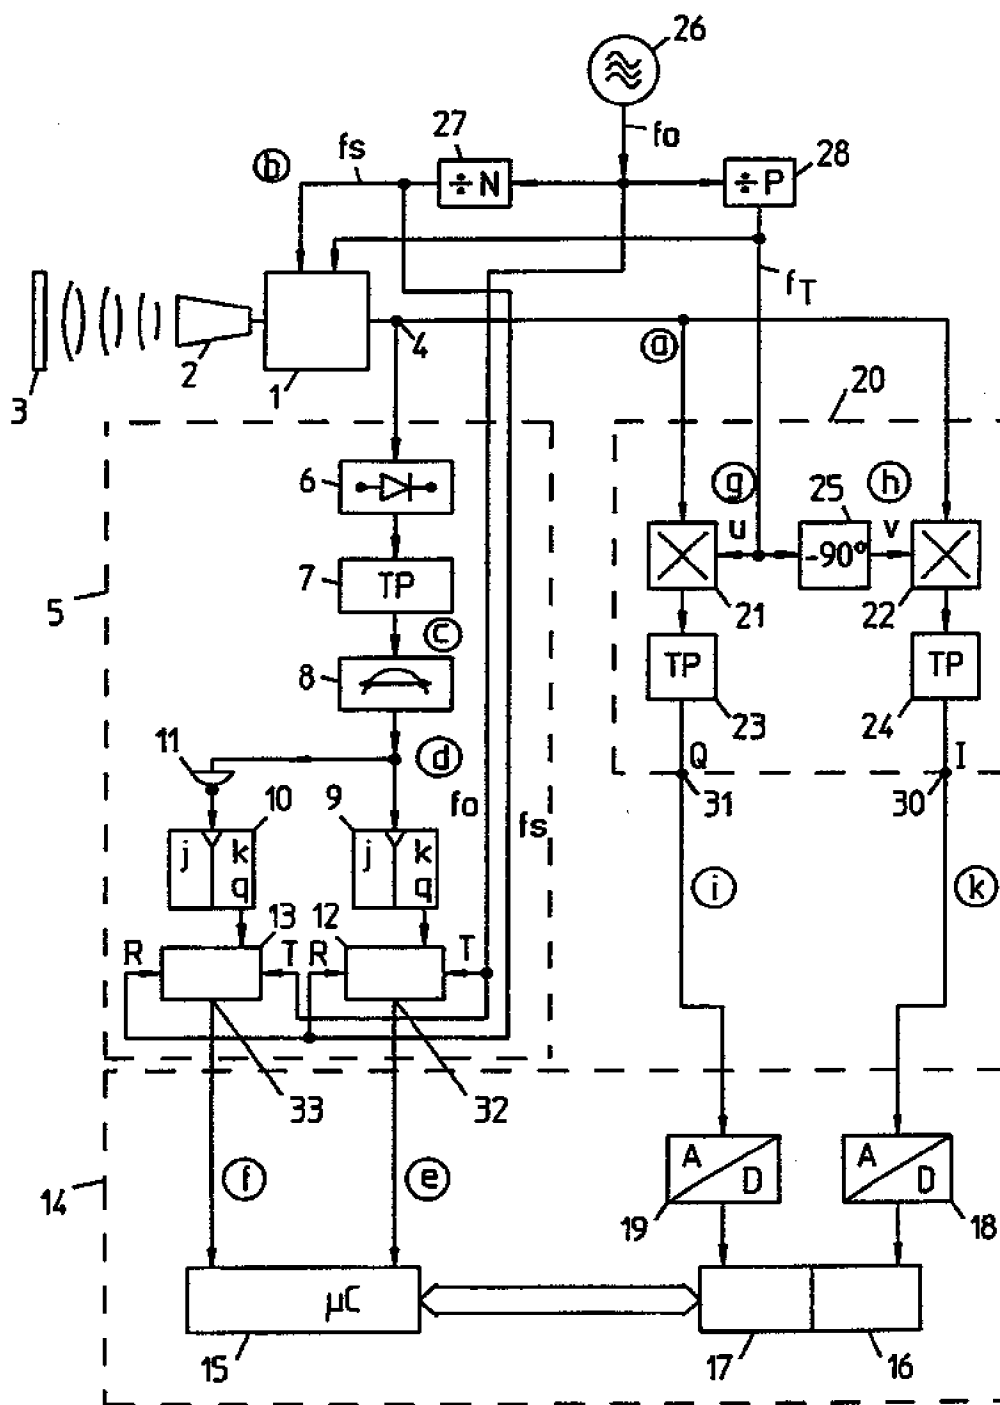 26
fo
27
fs
b
÷ N
÷ P
28
fT
4
a
3
2
1
20
6
g
h
25
u
v
-90°
7
TP
5
21
22
c
8
TP
TP
23
24
11
d
Q
I
31
30
10
9
fo
fs
j
k
q
j
k
q
i
k
13
12
R
T
R
T
33
32
f
e
A
D
A
D
14
19
18
µC
15
17
16